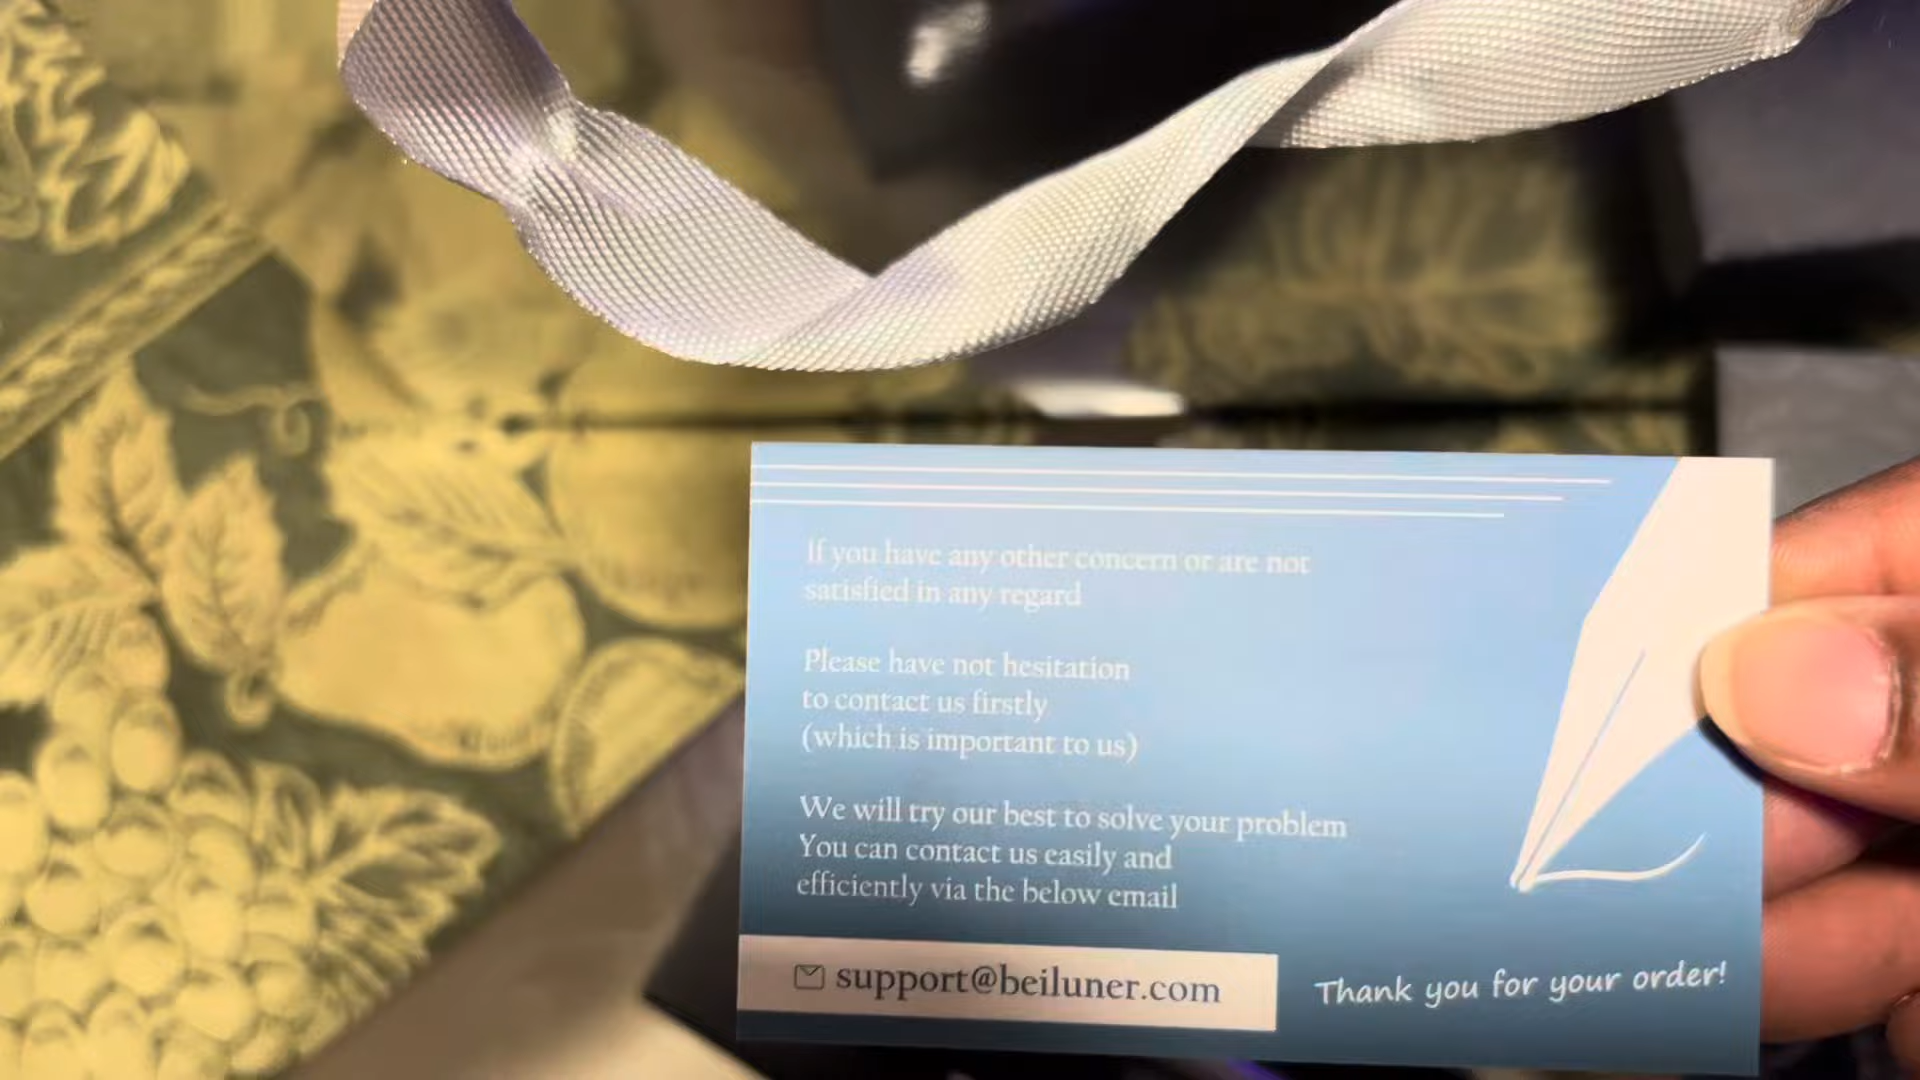 If you have any other concern or are not
satisfied in any regard
Please have not hesitation
to contact us firstly
(which is important to us)
We will try our best to solve your problem
You can contact us easily and
efficiently via the below email
support@beiluner.com
Thank you for your order!